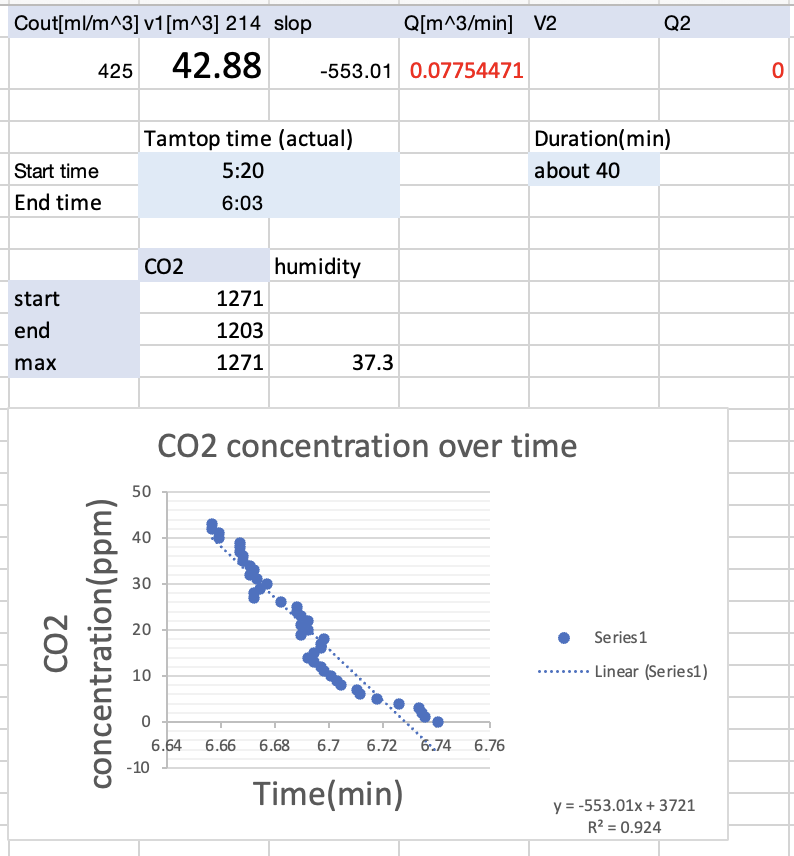 Cout[ml/m^3] v1[m^3] 214 slop Q[m^3/min] V2 Q2
425 42.88 -553.01 0.07754471 0
Tamtop time (actual) Duration(min)
Start time 5:20 about 40
End time 6:03
CO2 humidity
start 1271
end 1203
max 1271 37.3
CO2 concentration over time
CO2
concentration(ppm)
50
40
30
20
10
0
-10
6.64 6.66 6.68 6.7 6.72 6.74 6.76
Time(min)
Series1
Linear (Series1)
y = -553.01x + 3721
R² = 0.924